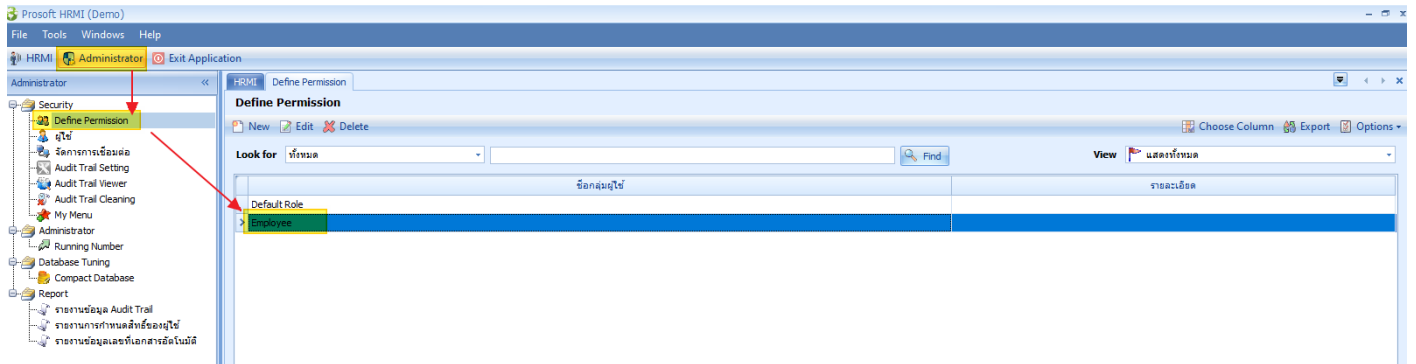 Prosoft HRMI (Demo)
File Tools Windows Help
HRMI Administrator Exit Application
Administrator «
Security
Define Permission
ผู้ใช้
จัดการการเชื่อมต่อ
Audit Trail Setting
Audit Trail Viewer
Audit Trail Cleaning
My Menu
Administrator
Running Number
Database Tuning
Compact Database
Report
รายงานข้อมูล Audit Trail
รายงานการกำหนดสิทธิ์ของผู้ใช้
รายงานข้อมูลเลขที่เอกสารอัตโนมัติ
HRMI Define Permission
Define Permission
New Edit Delete Choose Column Export Options
Look for ทั้งหมด Find View แสดงทั้งหมด
ชื่อกลุ่มผู้ใช้ รายละเอียด
Default Role
Employee